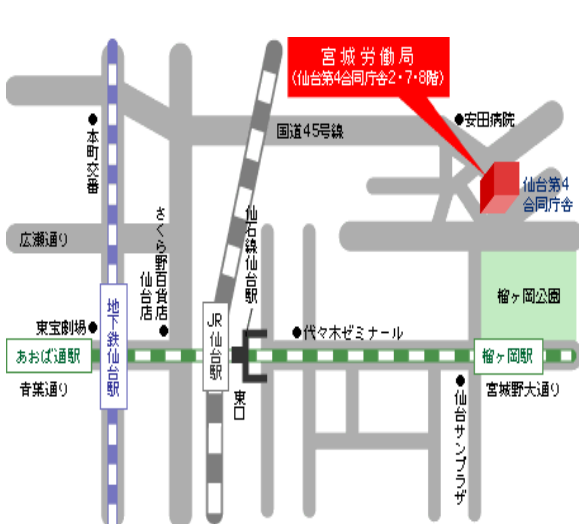 宮城労働局
(仙台第4合同庁舎2・7・8階)
安田病院
国道45号線
本町交番
仙台第4
合同庁舎
広瀬通り
さくら野百貨店
仙台店
仙石線仙台駅
榴ヶ岡公園
地下鉄仙台駅
JR仙台駅
東宝劇場
代々木ゼミナール
あおば通駅
榴ヶ岡駅
青葉通り
東口
仙台サンプラザ
宮城野大通り